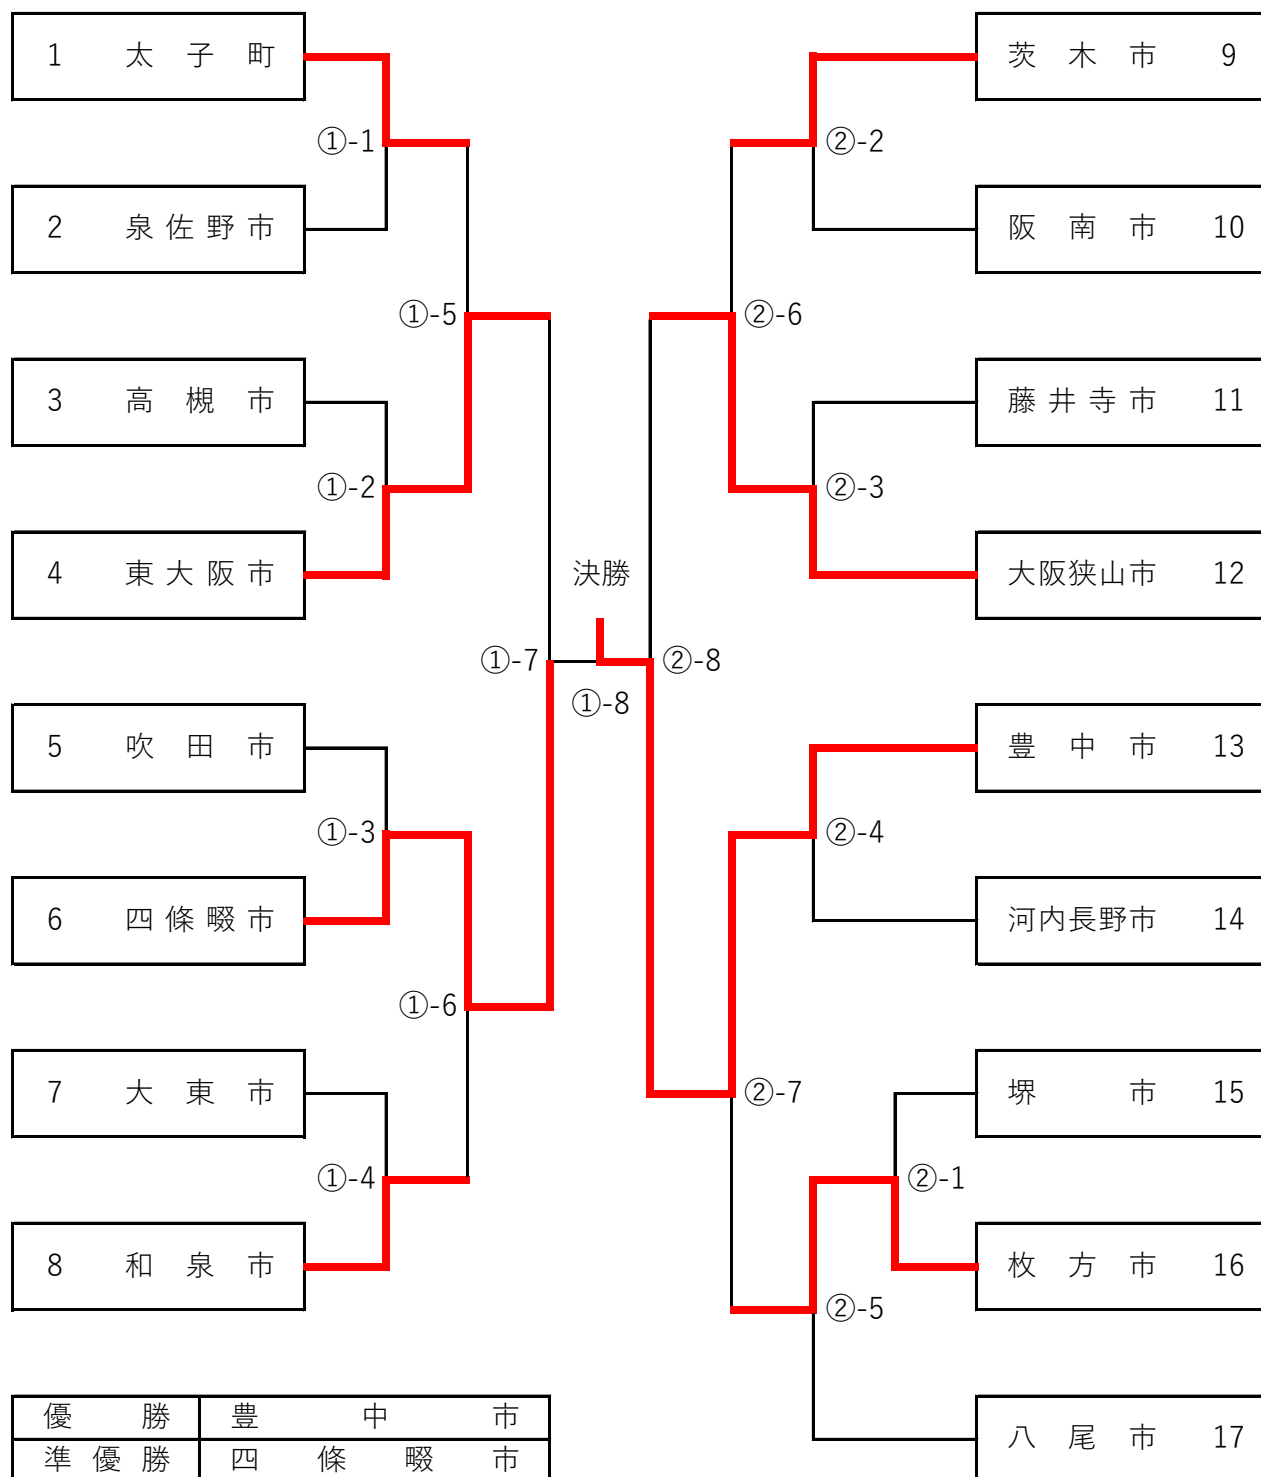 1 太子町
茨木市 9
①-1
②-2
2 泉佐野市
阪南市 10
①-5
②-6
3 高槻市
藤井寺市 11
①-2
②-3
4 東大阪市
決勝
大阪狭山市 12
①-7
②-8
①-8
5 吹田市
豊中市 13
①-3
②-4
6 四條畷市
河内長野市 14
①-6
7 大東市
②-7
堺市 15
①-4
②-1
8 和泉市
枚方市 16
②-5
優勝 豊中市
八尾市 17
準優勝 四條畷市